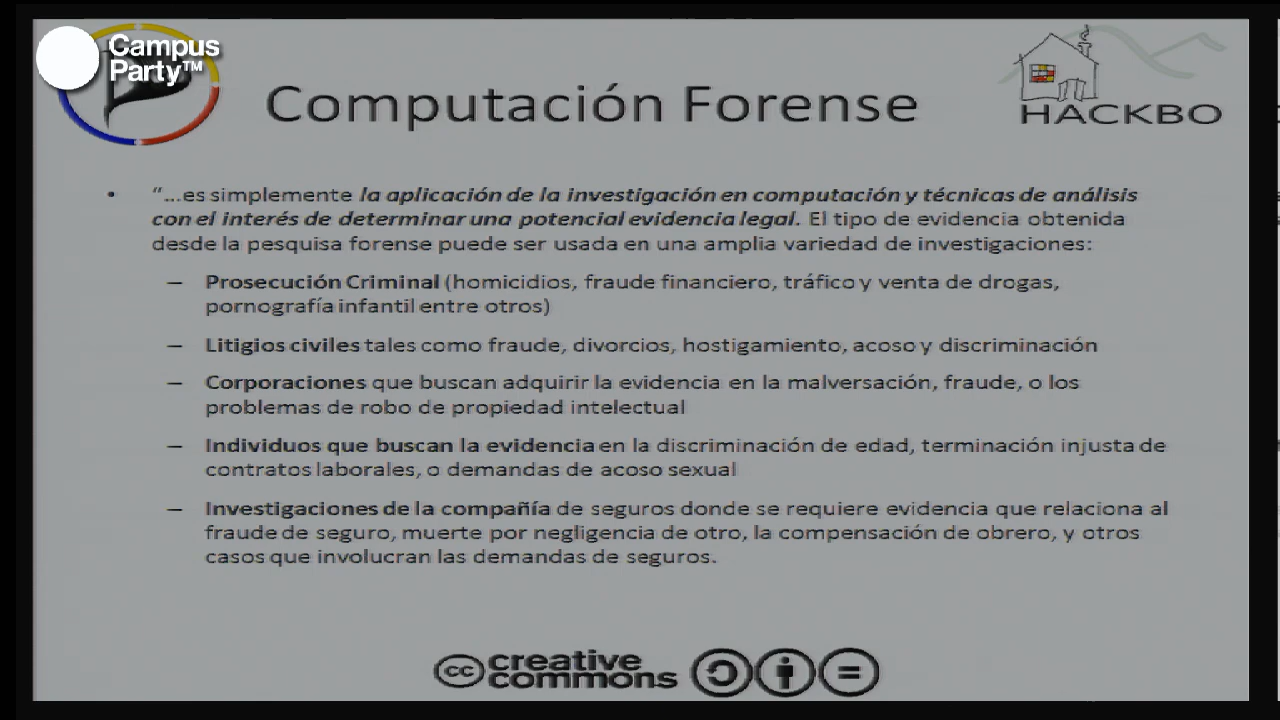 Campus
Party™
Computación Forense
HACKBO
• "...es simplemente la aplicación de la investigación en computación y técnicas de análisis
con el interés de determinar una potencial evidencia legal. El tipo de evidencia obtenida
desde la pesquisa forense puede ser usada en una amplia variedad de investigaciones:
– Prosecución Criminal (homicidios, fraude financiero, tráfico y venta de drogas,
pornografía infantil entre otros)
– Litigios civiles tales como fraude, divorcios, hostigamiento, acoso y discriminación
– Corporaciones que buscan adquirir la evidencia en la malversación, fraude, o los
problemas de robo de propiedad intelectual
– Individuos que buscan la evidencia en la discriminación de edad, terminación injusta de
contratos laborales, o demandas de acoso sexual
– Investigaciones de la compañía de seguros donde se requiere evidencia que relaciona al
fraude de seguro, muerte por negligencia de otro, la compensación de obrero, y otros
casos que involucran las demandas de seguros.
cc creative
commons